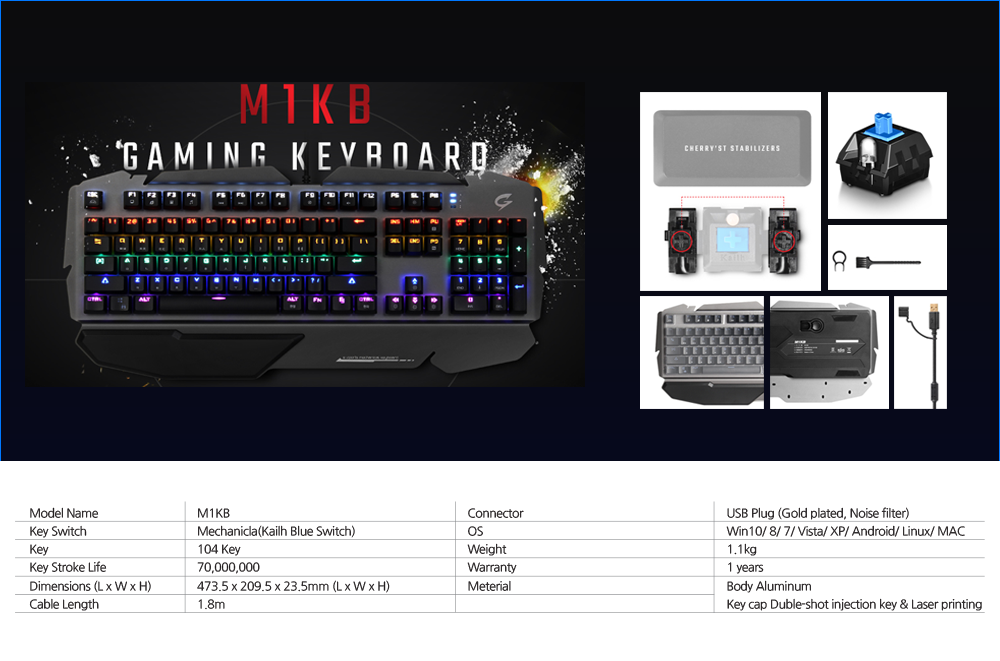 M1KB
GAMING KEYBOARD
CHERRY'ST STABILIZERS
M1KB
Model Name M1KB Connector USB Plug (Gold plated, Noise filter)
Key Switch Mechanicla(Kailh Blue Switch) OS Win10/ 8/ 7/ Vista/ XP/ Android/ Linux/ MAC
Key 104 Key Weight 1.1kg
Key Stroke Life 70,000,000 Warranty 1 years
Dimensions (L x W x H) 473.5 x 209.5 x 23.5mm (L x W x H) Meterial Body Aluminum
Cable Length 1.8m Key cap Duble-shot injection key & Laser printing